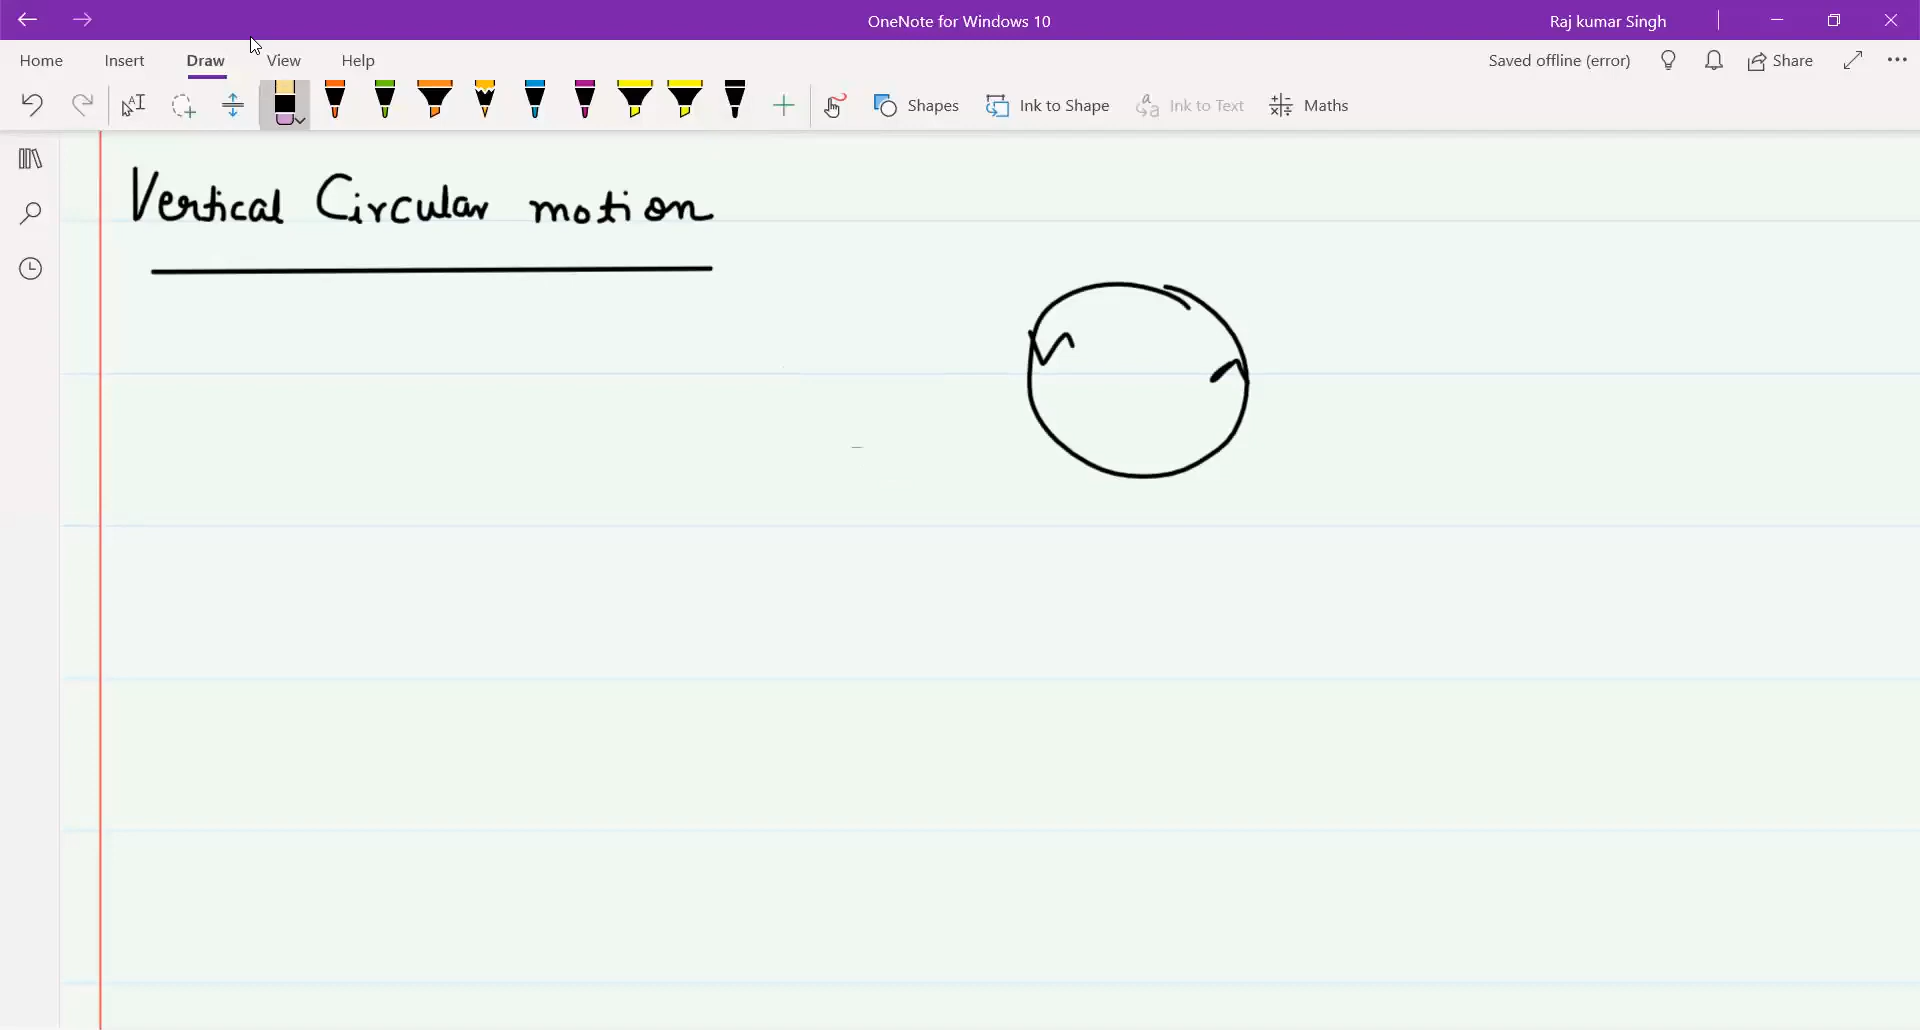 OneNote for Windows 10
Raj kumar Singh
Home Insert Draw View Help
Saved offline (error) Share
Shapes Ink to Shape Ink to Text Maths
Vertical Circular motion